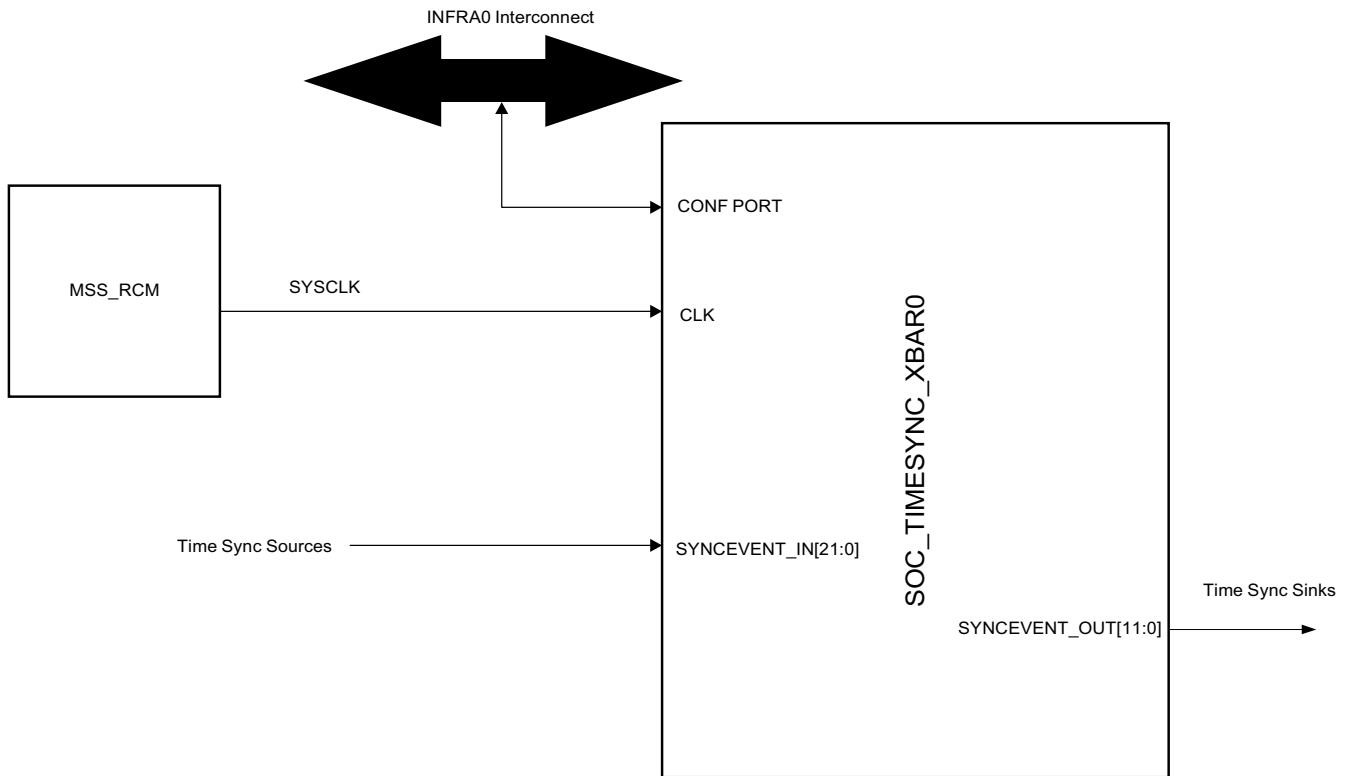 INFRA0 Interconnect
CONF PORT
MSS_RCM
SYSCLK
CLK
SOC_TIMESYNC_XBAR0
Time Sync Sources
SYNCEVENT_IN[21:0]
Time Sync Sinks
SYNCEVENT_OUT[11:0]